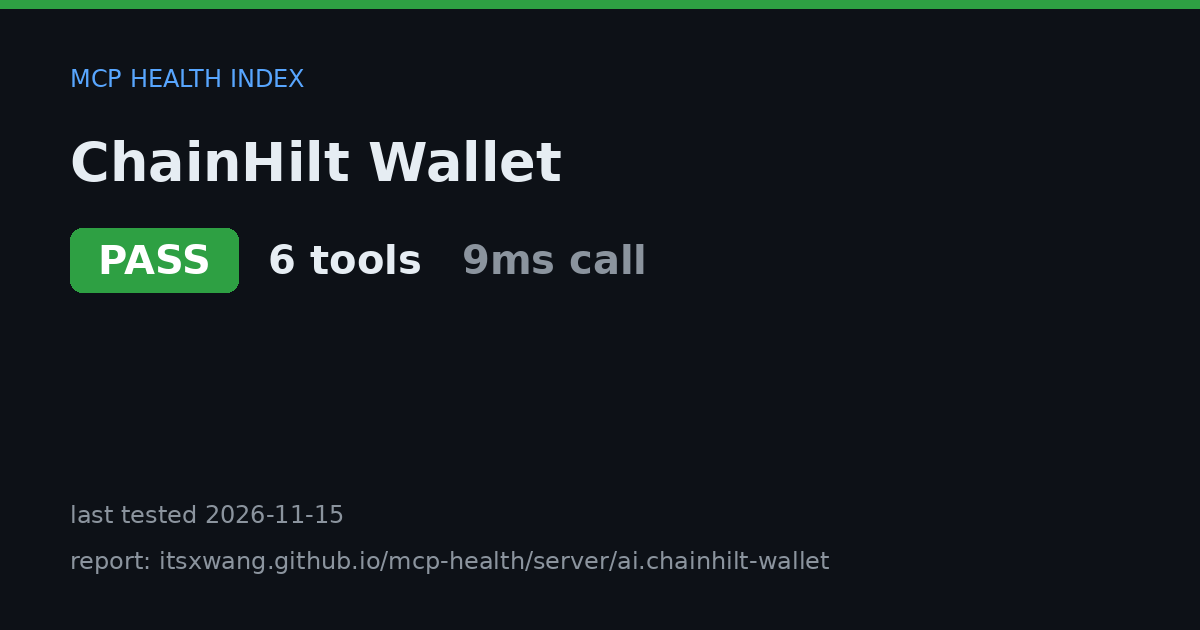 MCP HEALTH INDEX
ChainHilt Wallet
PASS 6 tools 9ms call
last tested 2026-11-15
report: itsxwang.github.io/mcp-health/server/ai.chainhilt-wallet